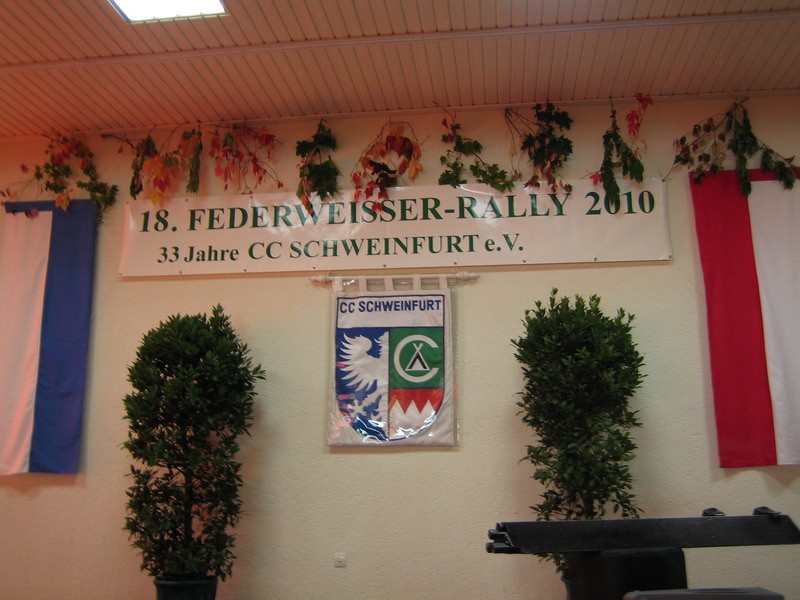 18. FEDERWEISSER-RALLY 2010
33 Jahre CC SCHWEINFURT e.V.
CC SCHWEINFURT
C